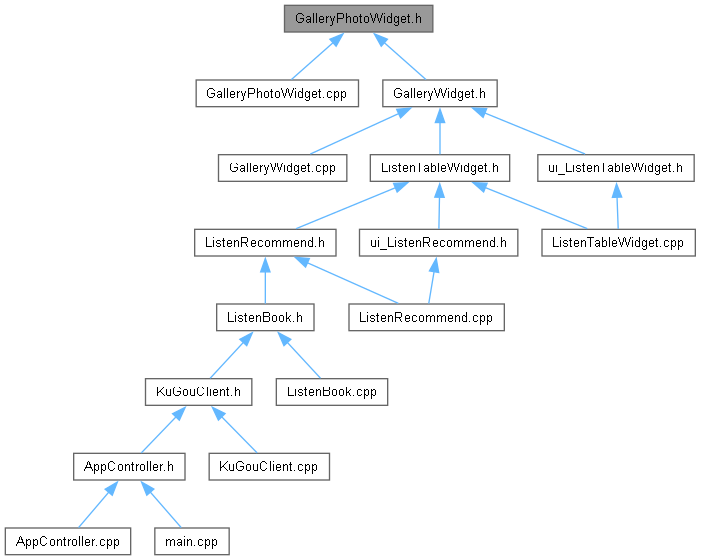 GalleryPhotoWidget.h
GalleryPhotoWidget.cpp
GalleryWidget.h
GalleryWidget.cpp
ListenTableWidget.h
ui_ListenTableWidget.h
ListenRecommend.h
ui_ListenRecommend.h
ListenTableWidget.cpp
ListenBook.h
ListenRecommend.cpp
KuGouClient.h
ListenBook.cpp
AppController.h
KuGouClient.cpp
AppController.cpp
main.cpp